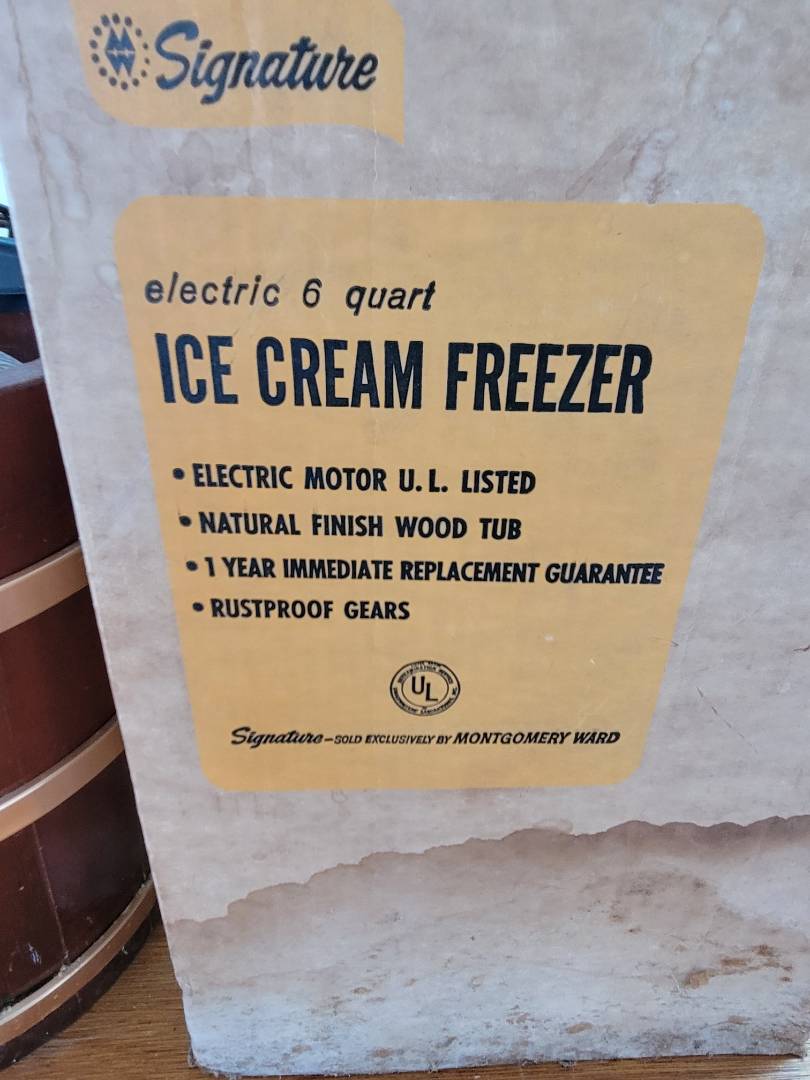 Signature
electric 6 quart
ICE CREAM FREEZER
• ELECTRIC MOTOR U.L. LISTED
• NATURAL FINISH WOOD TUB
• 1 YEAR IMMEDIATE REPLACEMENT GUARANTEE
• RUSTPROOF GEARS
UL
Signature—SOLD EXCLUSIVELY BY MONTGOMERY WARD